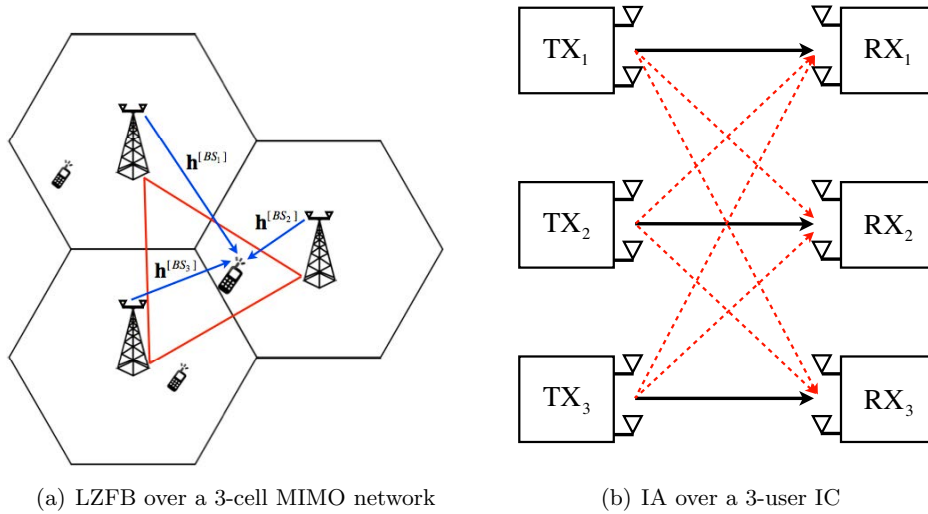 h^[BS₁]
h^[BS₂]
h^[BS₃]
(a) LZFB over a 3-cell MIMO network
TX₁ RX₁
TX₂ RX₂
TX₃ RX₃
(b) IA over a 3-user IC